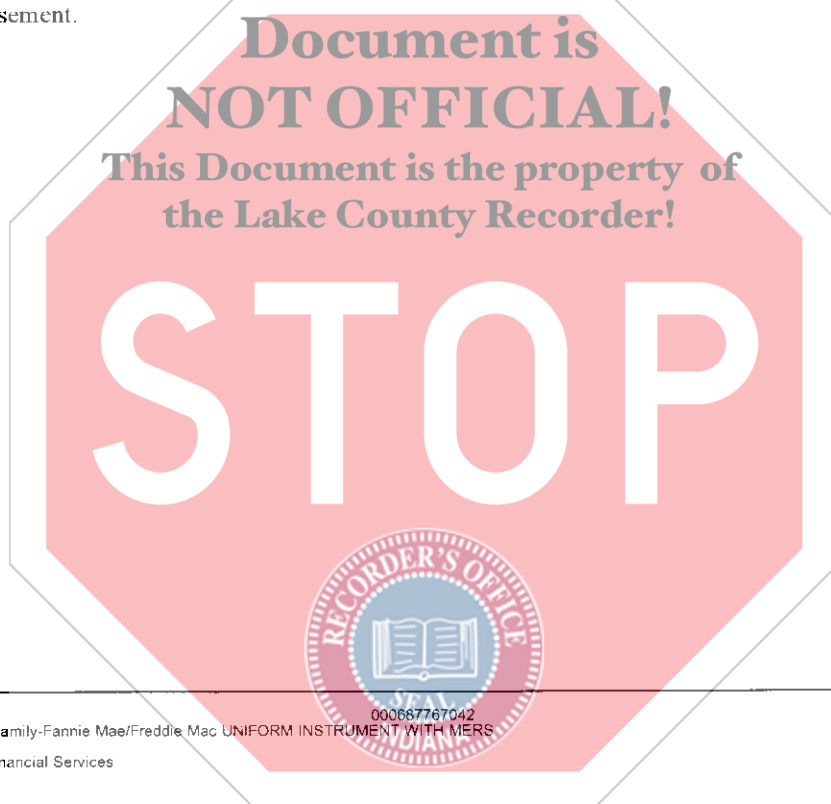 sement.
Document is
NOT OFFICIAL!
This Document is the property of
the Lake County Recorder!
STOP
RECORDER'S OFFICE
SEAL
INDIANA
000687767042
amily-Fannie Mae/Freddie Mac UNIFORM INSTRUMENT WITH MERS
nancial Services